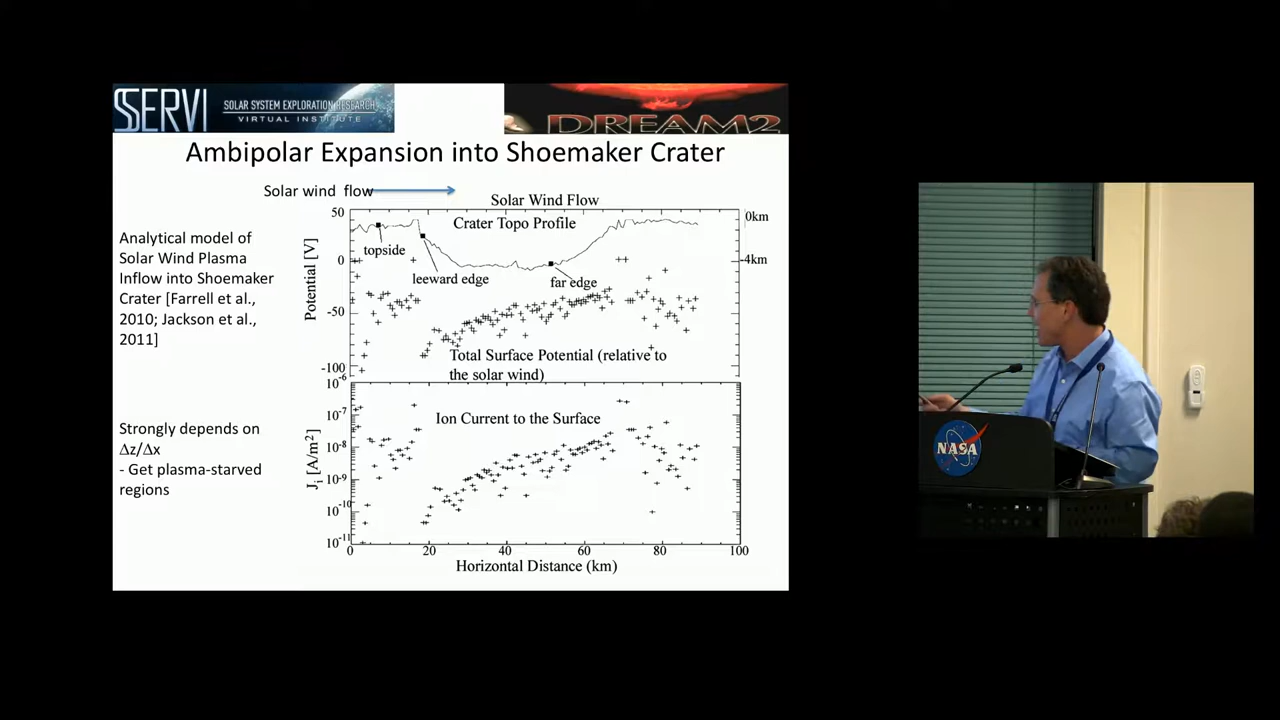 SSERVI
SOLAR SYSTEM EXPLORATION RESEARCH
VIRTUAL INSTITUTE
DREAM2
Ambipolar Expansion into Shoemaker Crater
Solar wind flow
Analytical model of
Solar Wind Plasma
Inflow into Shoemaker
Crater [Farrell et al.,
2010; Jackson et al.,
2011]
Strongly depends on
Δz/Δx
- Get plasma-starved
regions
Solar Wind Flow
Crater Topo Profile
topside
leeward edge
far edge
50
0
-50
-100
Potential [V]
0km
-4km
Total Surface Potential (relative to
the solar wind)
Ion Current to the Surface
10-6
10-7
10-8
10-9
10-10
10-11
Ji [A/m2]
0 20 40 60 80 100
Horizontal Distance (km)
NASA